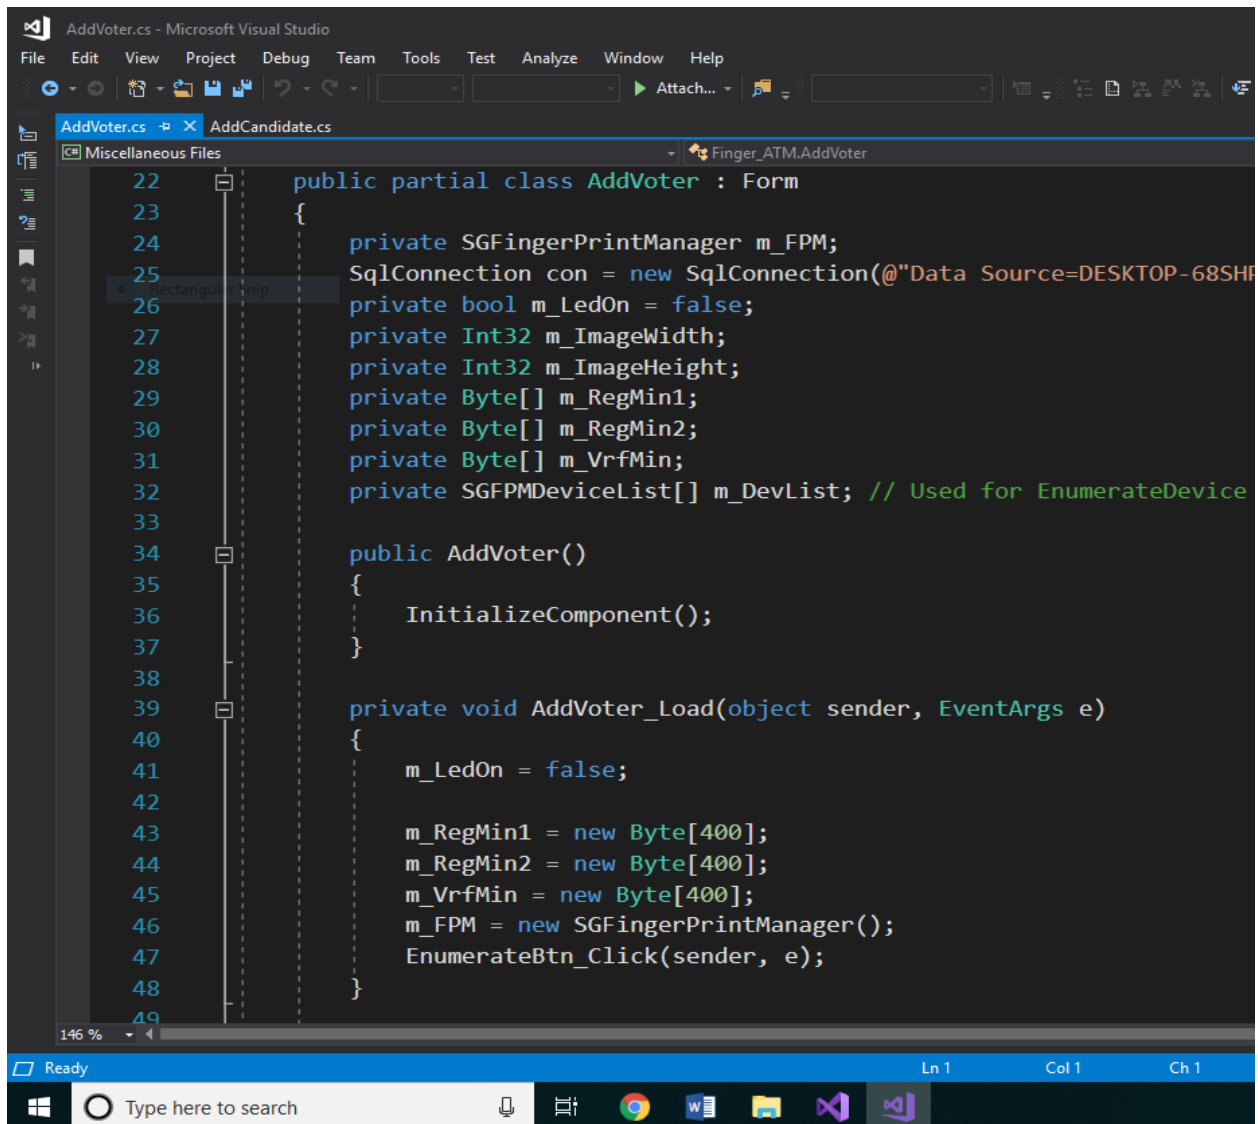 AddVoter.cs - Microsoft Visual Studio
File Edit View Project Debug Team Tools Test Analyze Window Help
Attach...
AddVoter.cs AddCandidate.cs
C# Miscellaneous Files Finger_ATM.AddVoter
22 public partial class AddVoter : Form
23 {
24 private SGFingerPrintManager m_FPM;
25 SqlConnection con = new SqlConnection(@"Data Source=DESKTOP-68SHP
Rectangular Snip
26 private bool m_LedOn = false;
27 private Int32 m_ImageWidth;
28 private Int32 m_ImageHeight;
29 private Byte[] m_RegMin1;
30 private Byte[] m_RegMin2;
31 private Byte[] m_VrfMin;
32 private SGFPMDeviceList[] m_DevList; // Used for EnumerateDevice
33
34 public AddVoter()
35 {
36 InitializeComponent();
37 }
38
39 private void AddVoter_Load(object sender, EventArgs e)
40 {
41 m_LedOn = false;
42
43 m_RegMin1 = new Byte[400];
44 m_RegMin2 = new Byte[400];
45 m_VrfMin = new Byte[400];
46 m_FPM = new SGFingerPrintManager();
47 EnumerateBtn_Click(sender, e);
48 }
49
146 %
Ready Ln 1 Col 1 Ch 1
Type here to search